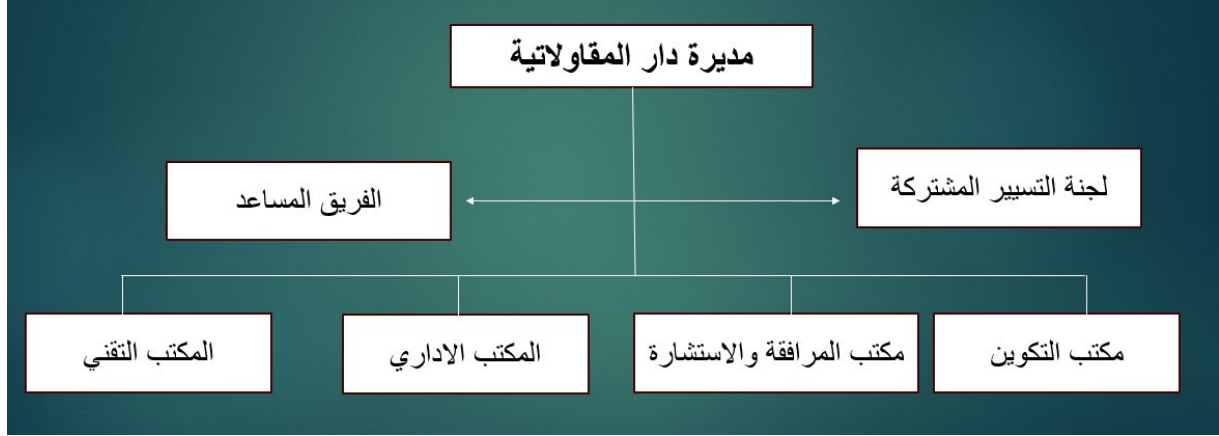 مديرة دار المقاولاتية
لجنة التسيير المشتركة
الفريق المساعد
مكتب التكوين
مكتب المرافقة والاستشارة
المكتب الاداري
المكتب التقني